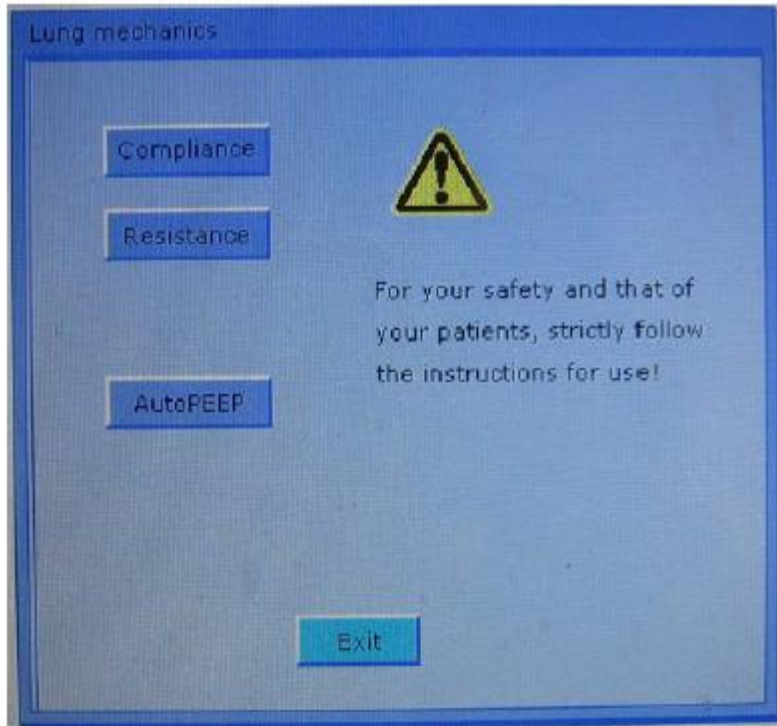 Lung mechanics
Compliance
Resistance
For your safety and that of
your patients, strictly follow
the instructions for use!
AutoPEEP
Exit